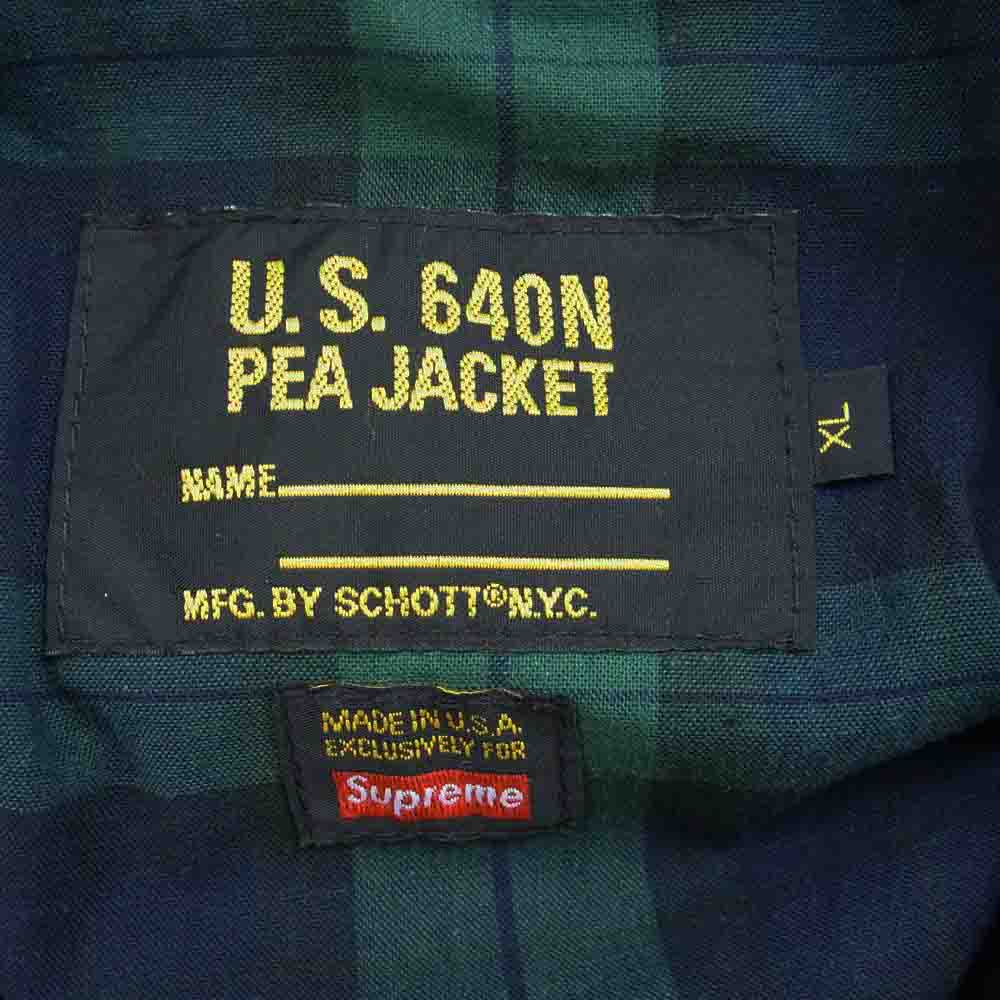 U.S. 640N
PEA JACKET
XL
NAME
MFG. BY SCHOTT® N.Y.C.
MADE IN U.S.A.
EXCLUSIVELY FOR
Supreme